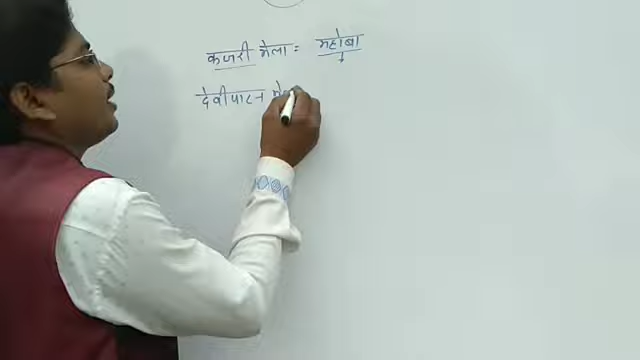 कजरी मेला = महोबा
देवीपाटन